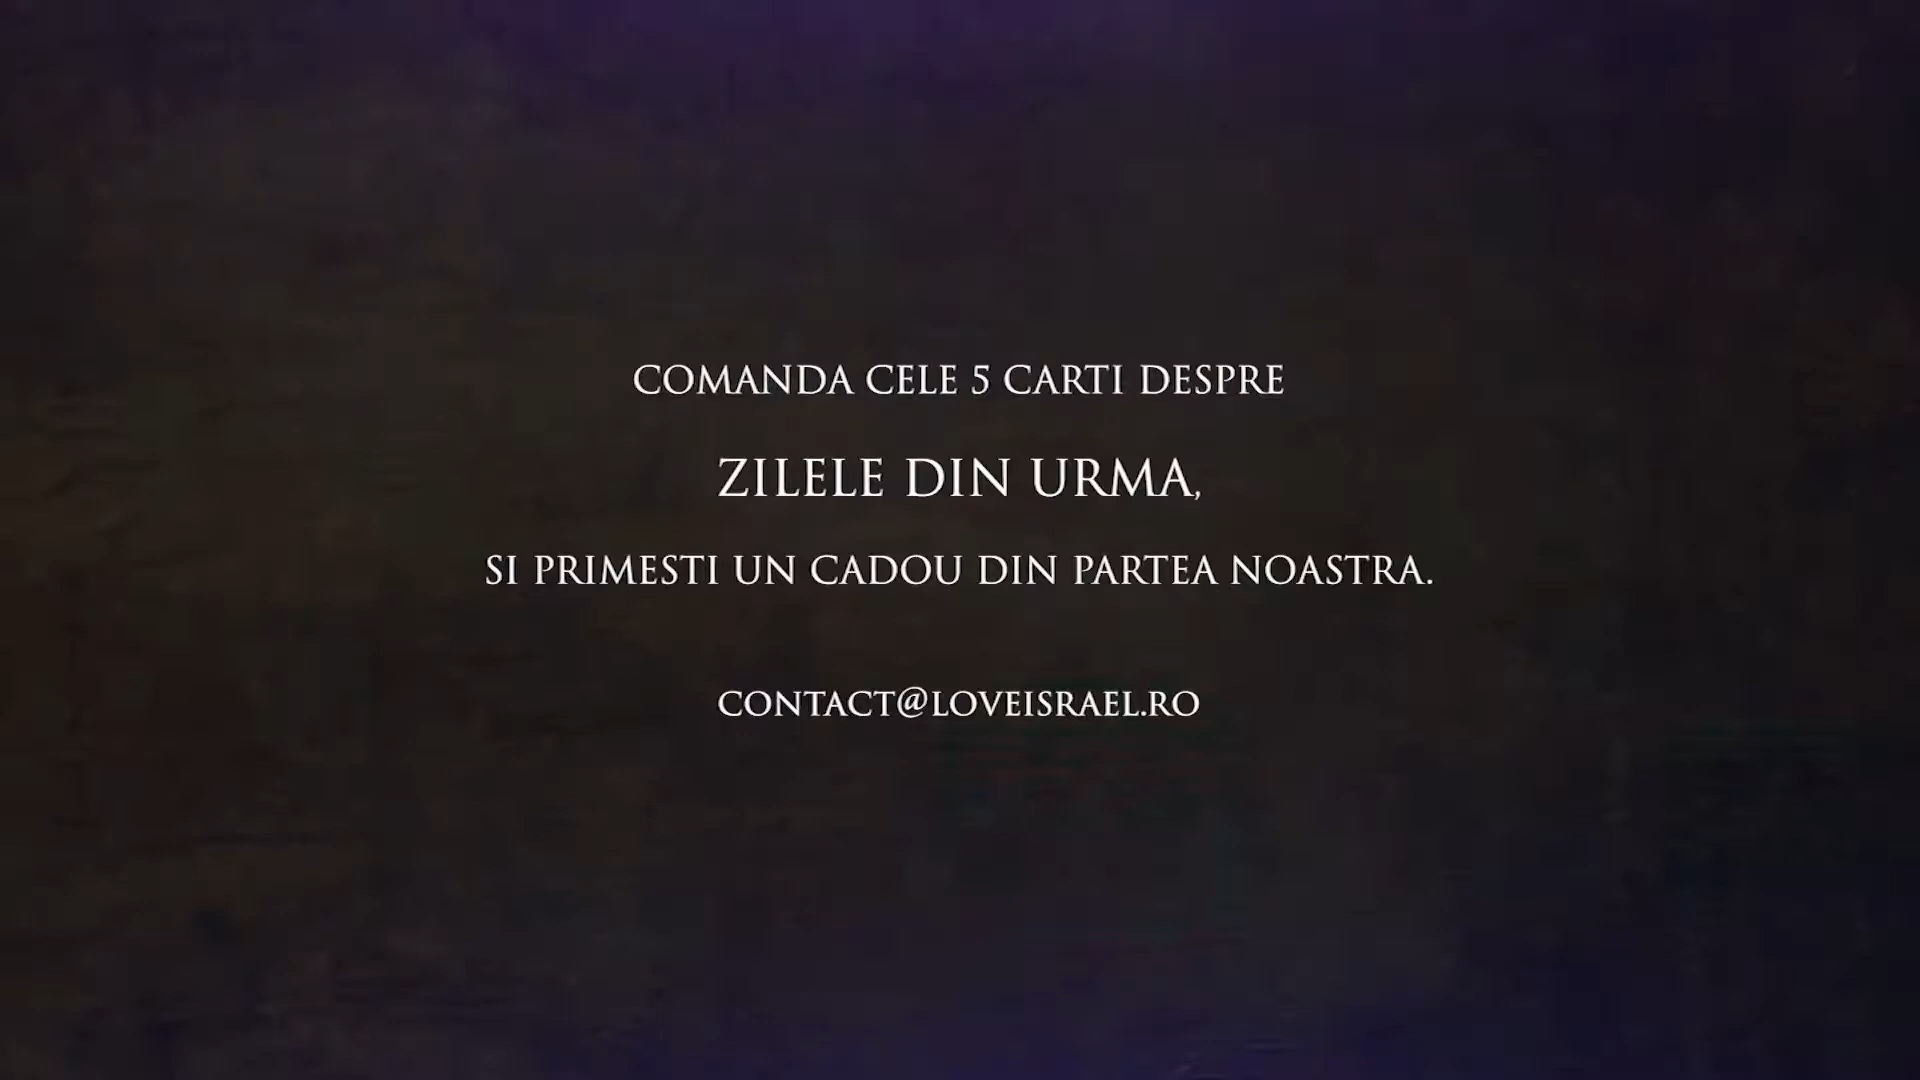 COMANDA CELE 5 CARTI DESPRE
ZILELE DIN URMA,
SI PRIMESTI UN CADOU DIN PARTEA NOASTRA.
CONTACT@LOVEISRAEL.RO